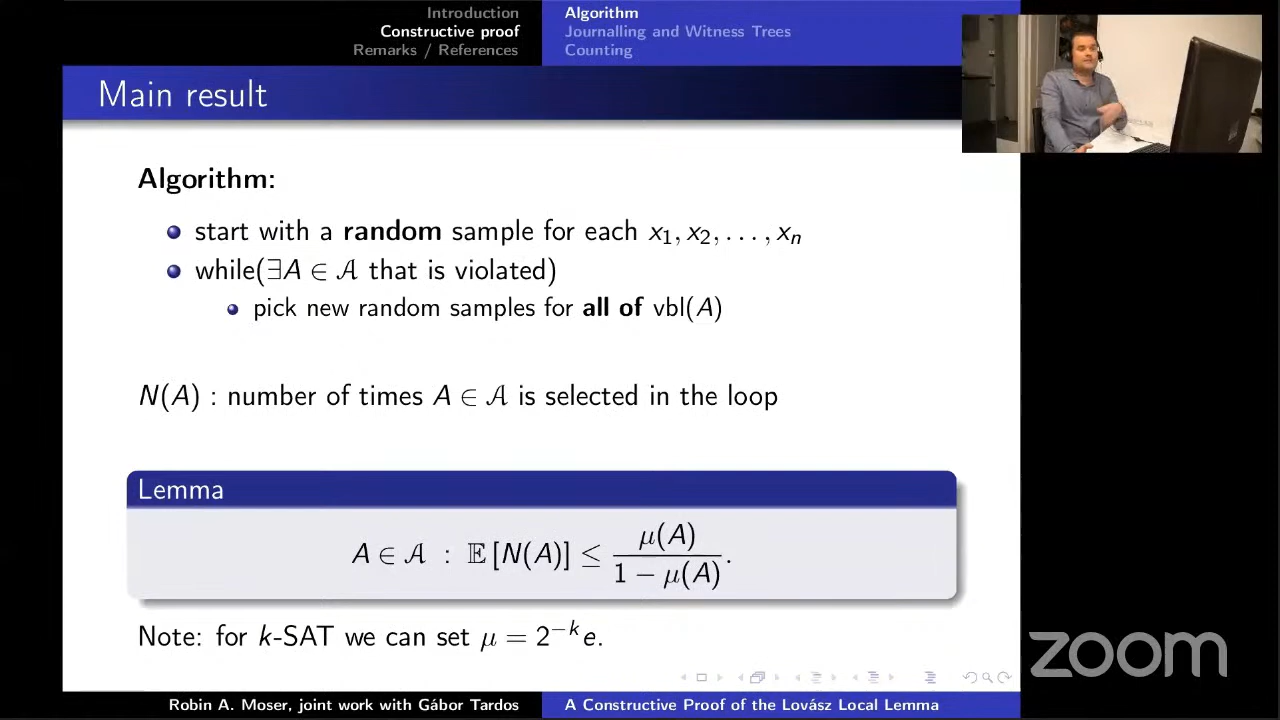 Introduction
Constructive proof
Remarks / References
Algorithm
Journalling and Witness Trees
Counting
Main result
Algorithm:
start with a random sample for each x₁, x₂, . . . , xₙ
while(∃A ∈ 𝒜 that is violated)
pick new random samples for all of vbl(A)
N(A) : number of times A ∈ 𝒜 is selected in the loop
Lemma
A ∈ 𝒜 : 𝔼 [N(A)] ≤ μ(A) / (1 − μ(A)).
Note: for k-SAT we can set μ = 2⁻ᵏe.
zoom
Robin A. Moser, joint work with Gábor Tardos
A Constructive Proof of the Lovász Local Lemma